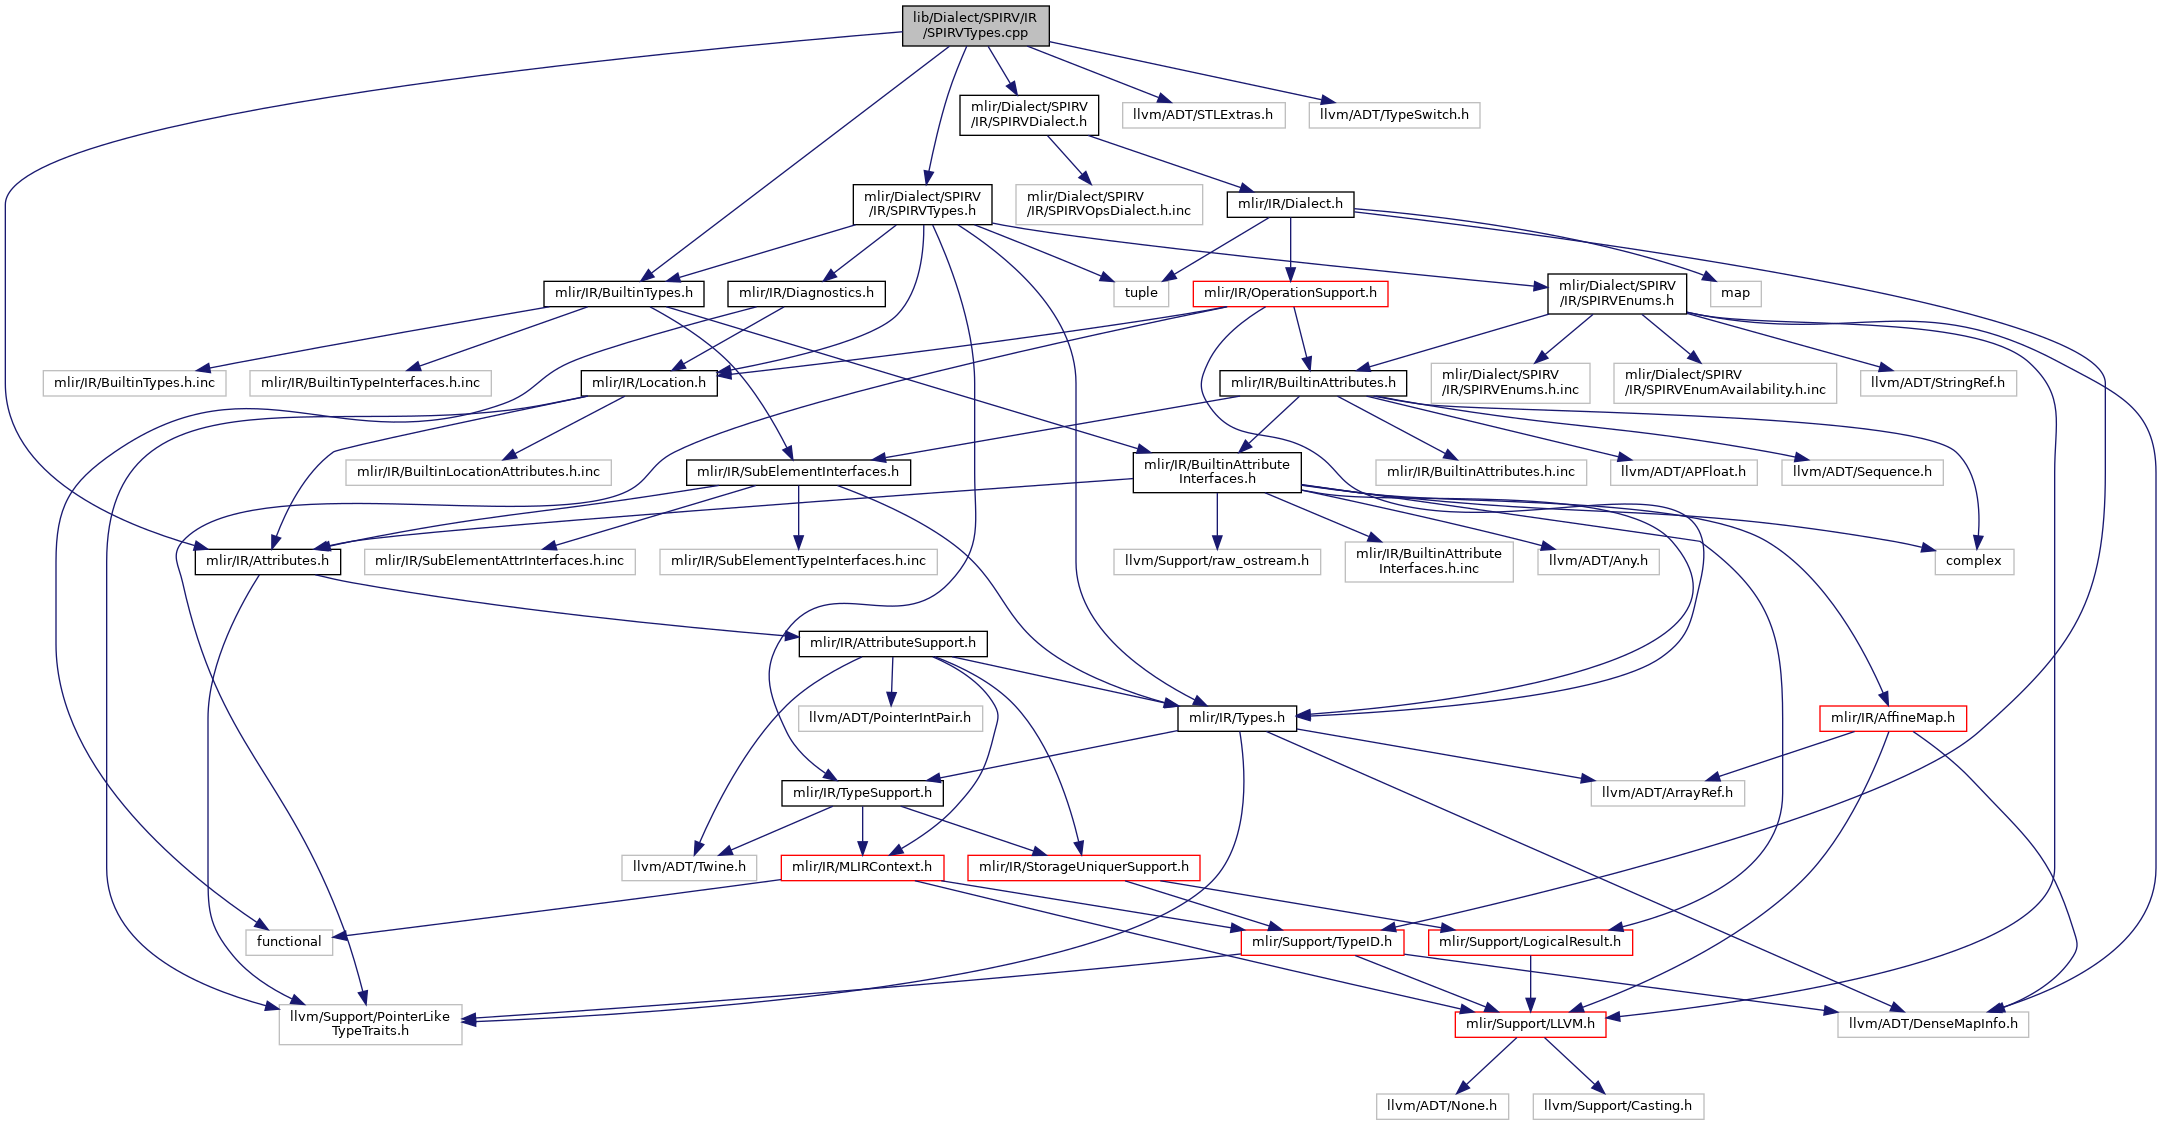 lib/Dialect/SPIRV/IR
/SPIRVTypes.cpp
mlir/Dialect/SPIRV
/IR/SPIRVDialect.h
llvm/ADT/STLExtras.h
llvm/ADT/TypeSwitch.h
mlir/Dialect/SPIRV
/IR/SPIRVTypes.h
mlir/Dialect/SPIRV
/IR/SPIRVOpsDialect.h.inc
mlir/IR/Dialect.h
mlir/IR/BuiltinTypes.h
mlir/IR/Diagnostics.h
tuple
mlir/IR/OperationSupport.h
mlir/Dialect/SPIRV
/IR/SPIRVEnums.h
map
mlir/IR/BuiltinTypes.h.inc
mlir/IR/BuiltinTypeInterfaces.h.inc
mlir/IR/Location.h
mlir/IR/BuiltinAttributes.h
mlir/Dialect/SPIRV
/IR/SPIRVEnums.h.inc
mlir/Dialect/SPIRV
/IR/SPIRVEnumAvailability.h.inc
llvm/ADT/StringRef.h
mlir/IR/BuiltinLocationAttributes.h.inc
mlir/IR/SubElementInterfaces.h
mlir/IR/BuiltinAttribute
Interfaces.h
mlir/IR/BuiltinAttributes.h.inc
llvm/ADT/APFloat.h
llvm/ADT/Sequence.h
mlir/IR/Attributes.h
mlir/IR/SubElementAttrInterfaces.h.inc
mlir/IR/SubElementTypeInterfaces.h.inc
llvm/Support/raw_ostream.h
mlir/IR/BuiltinAttribute
Interfaces.h.inc
llvm/ADT/Any.h
complex
mlir/IR/AttributeSupport.h
llvm/ADT/PointerIntPair.h
mlir/IR/Types.h
mlir/IR/AffineMap.h
mlir/IR/TypeSupport.h
llvm/ADT/ArrayRef.h
llvm/ADT/Twine.h
mlir/IR/MLIRContext.h
mlir/IR/StorageUniquerSupport.h
functional
mlir/Support/TypeID.h
mlir/Support/LogicalResult.h
llvm/Support/PointerLike
TypeTraits.h
mlir/Support/LLVM.h
llvm/ADT/DenseMapInfo.h
llvm/ADT/None.h
llvm/Support/Casting.h